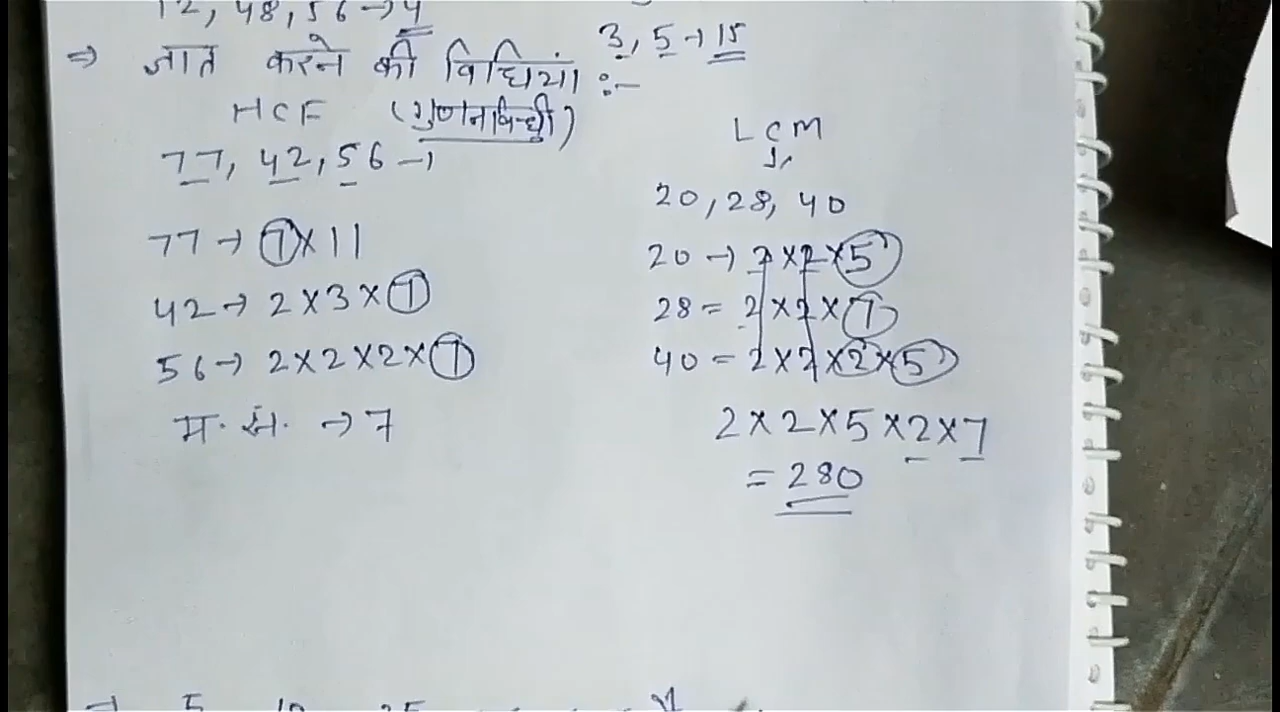 12, 48, 56 → 4
3, 5 → 15
⇒ ज्ञात करने की विधियां :-
HCF (गुणनविधी)
77, 42, 56 →
77 → 7 × 11
42 → 2 × 3 × 7
56 → 2 × 2 × 2 × 7
म. स. → 7
LCM
20, 28, 40
20 → 2 × 2 × 5
28 = 2 × 2 × 7
40 = 2 × 2 × 2 × 5
2 × 2 × 5 × 2 × 7
= 280